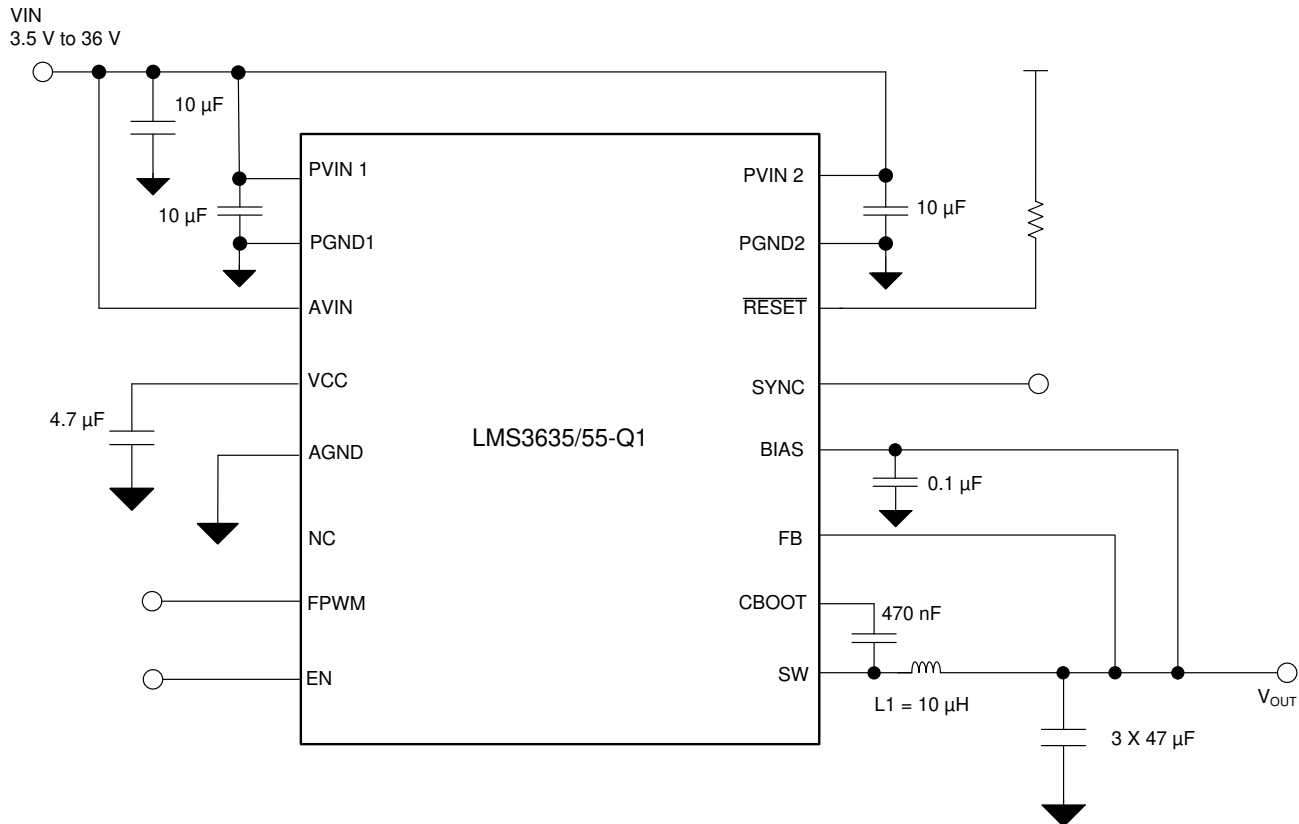 VIN
3.5 V to 36 V
10 µF
PVIN 1
PVIN 2
10 µF
10 µF
PGND1
PGND2
AVIN
RESET
VCC
SYNC
4.7 µF
LMS3635/55-Q1
AGND
BIAS
0.1 µF
NC
FB
FPWM
CBOOT
470 nF
EN
SW
L1 = 10 µH
VOUT
3 X 47 µF